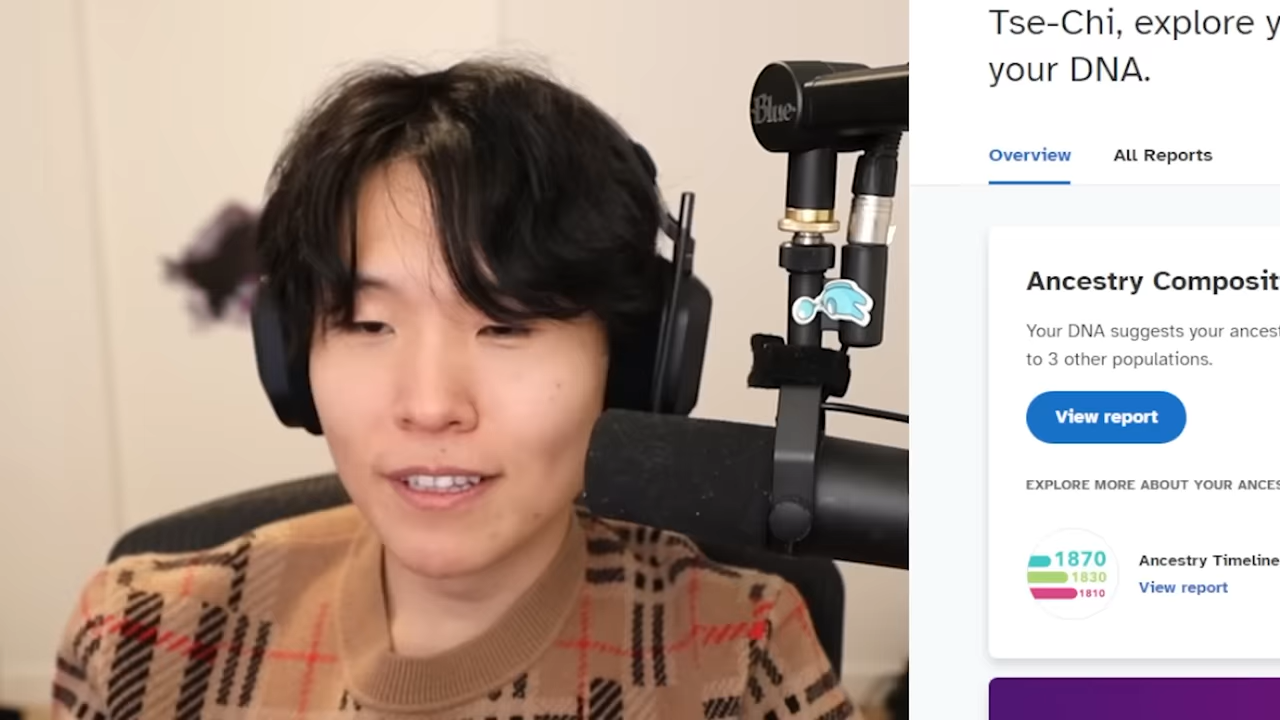 Blue
Tse-Chi, explore y
your DNA.
Overview
All Reports
Ancestry Composit
Your DNA suggests your ancest
to 3 other populations.
View report
EXPLORE MORE ABOUT YOUR ANCES
1870
1830
1810
Ancestry Timeline
View report